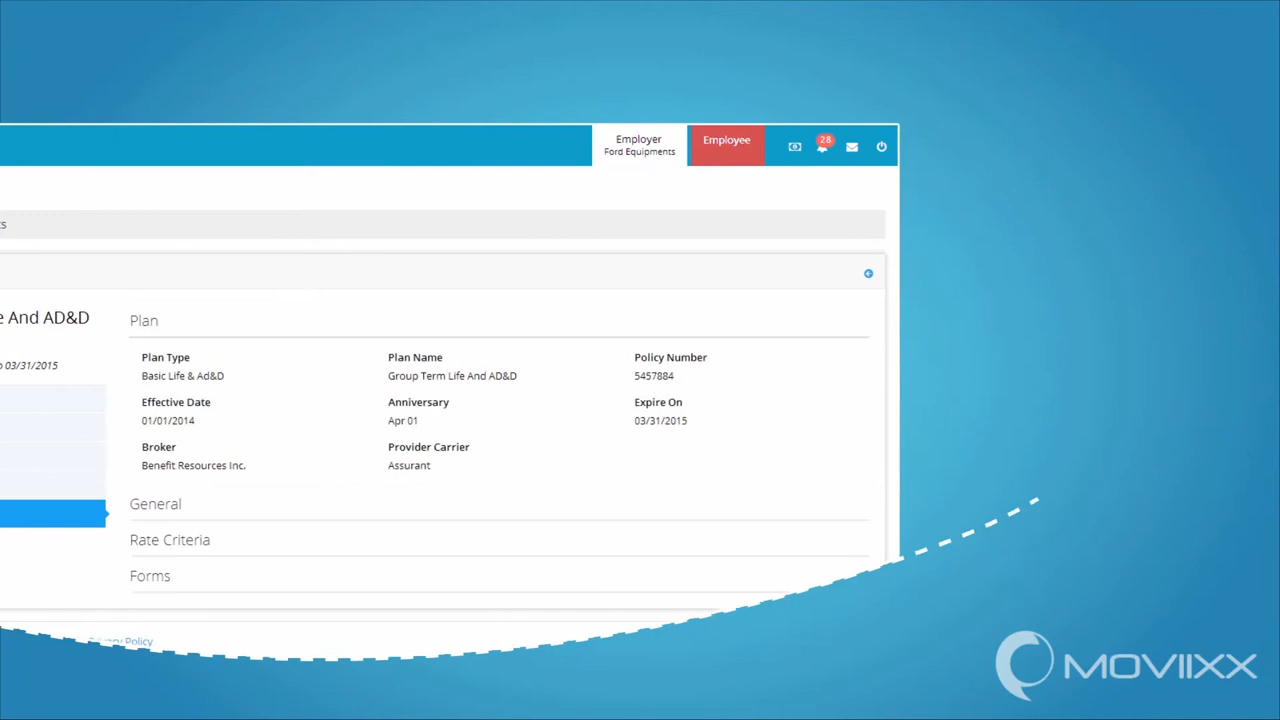 Employer
Ford Equipments
Employee
28
e And AD&D
03/31/2015
Plan
Plan Type
Plan Name
Policy Number
Basic Life & Ad&D
Group Term Life And AD&D
5457884
Effective Date
Anniversary
Expire On
01/01/2014
Apr 01
03/31/2015
Broker
Provider Carrier
Benefit Resources Inc.
Assurant
General
Rate Criteria
Forms
Policy
MOVIIXX